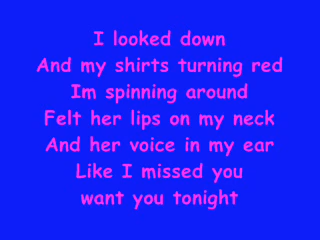 I looked down
And my shirts turning red
Im spinning around
Felt her lips on my neck
And her voice in my ear
Like I missed you
want you tonight